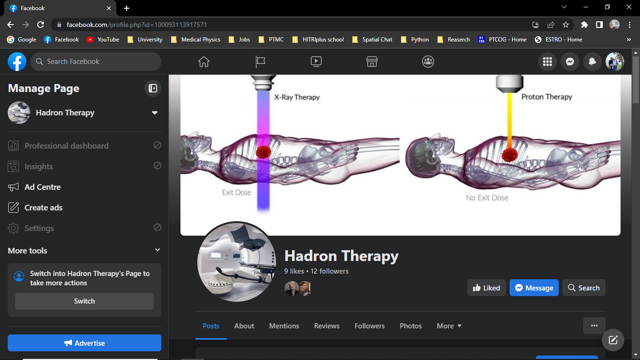 Facebook
facebook.com/profile.php?id=100093113917571
Google
Facebook
YouTube
University
Medical Physics
Jobs
PTMC
HITRIplus school
Spatial Chat
Python
Reaserch
PTCOG - Home
ESTRO - Home
Search Facebook
Manage Page
Hadron Therapy
Professional dashboard
Insights
Ad Centre
Create ads
Settings
More tools
Switch into Hadron Therapy's Page to
take more actions
Switch
Advertise
X-Ray Therapy
Exit Dose
Proton Therapy
No Exit Dose
Hadron Therapy
9 likes • 12 followers
Liked
Message
Search
Posts
About
Mentions
Reviews
Followers
Photos
More